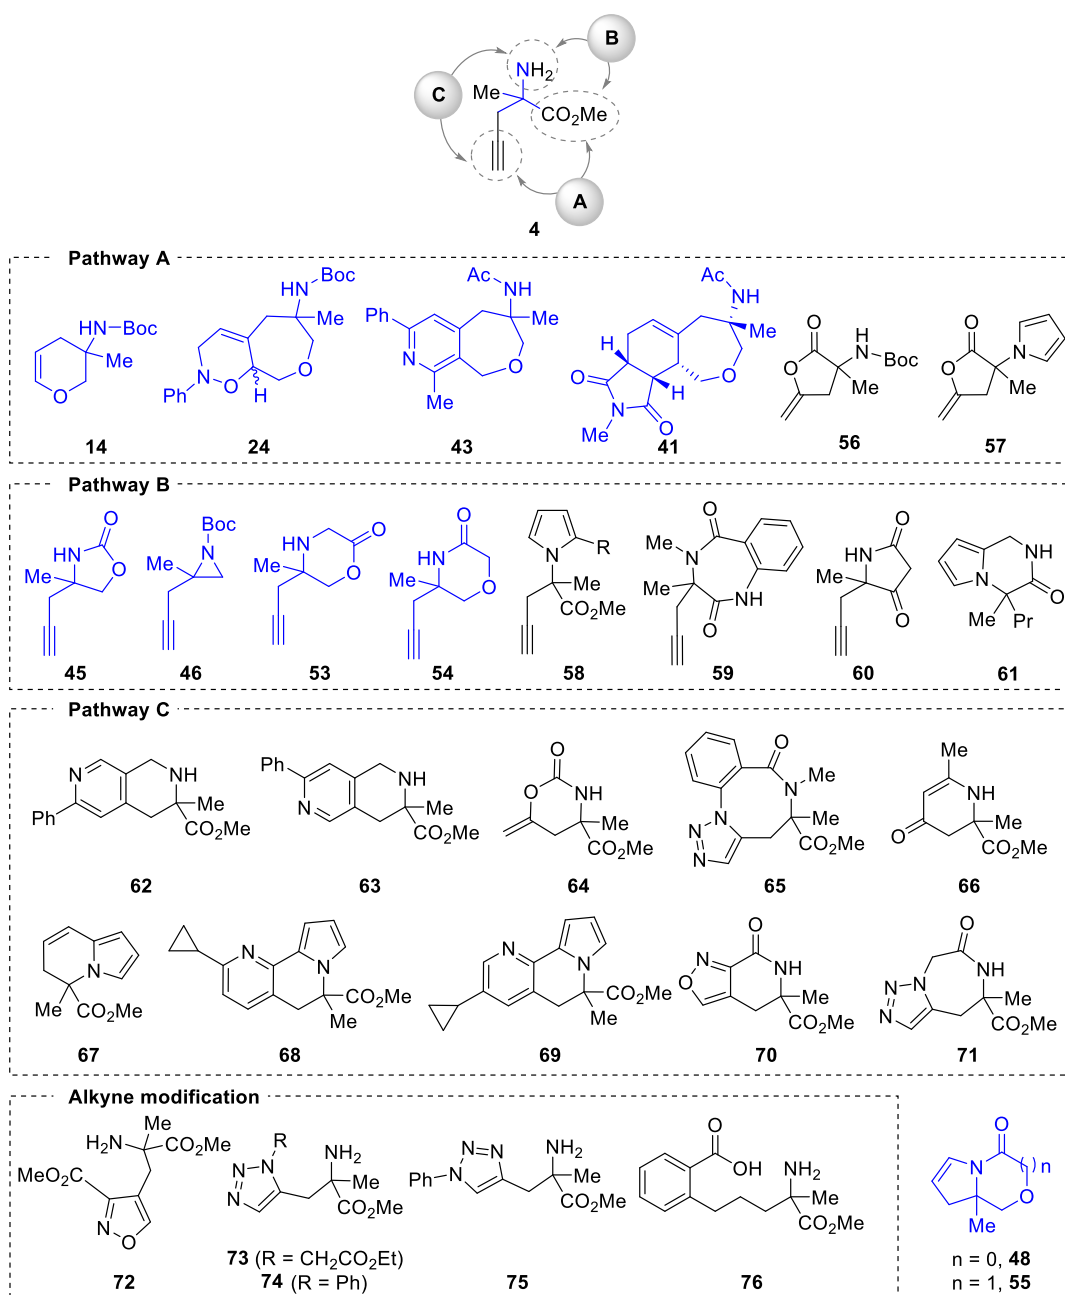 B
NH2
C
Me
CO2Me
A
4
Pathway A
Boc
NH
Me
O
14
Boc
NH
Me
N
O
O
Ph
H
24
Ac
NH
Ph
Me
N
O
Me
43
Ac
NH
Me
H
O
O
N
H
Me
O
41
O
H
N
O
Boc
Me
56
O
N
O
Me
57
Pathway B
O
HN
O
Me
45
Boc
N
Me
46
HN
O
Me
O
53
O
HN
Me
O
54
R
N
Me
CO2Me
58
O
MeN
Me
NH
O
59
O
HN
Me
O
60
NH
N
O
Me
Pr
61
Pathway C
N
NH
Me
Ph
CO2Me
62
Ph
NH
N
Me
CO2Me
63
O
O
NH
Me
CO2Me
64
O
N
Me
N
Me
N
N
CO2Me
65
Me
NH
O
Me
CO2Me
66
N
Me
CO2Me
67
N
N
CO2Me
Me
68
N
N
CO2Me
Me
69
O
N
NH
O
Me
CO2Me
70
O
N
NH
N
N
Me
CO2Me
71
Alkyne modification
Me
H2N
CO2Me
MeO2C
N
O
72
R
N
N
N
NH2
Me
CO2Me
73 (R = CH2CO2Et)
74 (R = Ph)
N
N
N
Ph
NH2
Me
CO2Me
75
O
OH
NH2
Me
CO2Me
76
O
N
( )n
O
Me
n = 0, 48
n = 1, 55